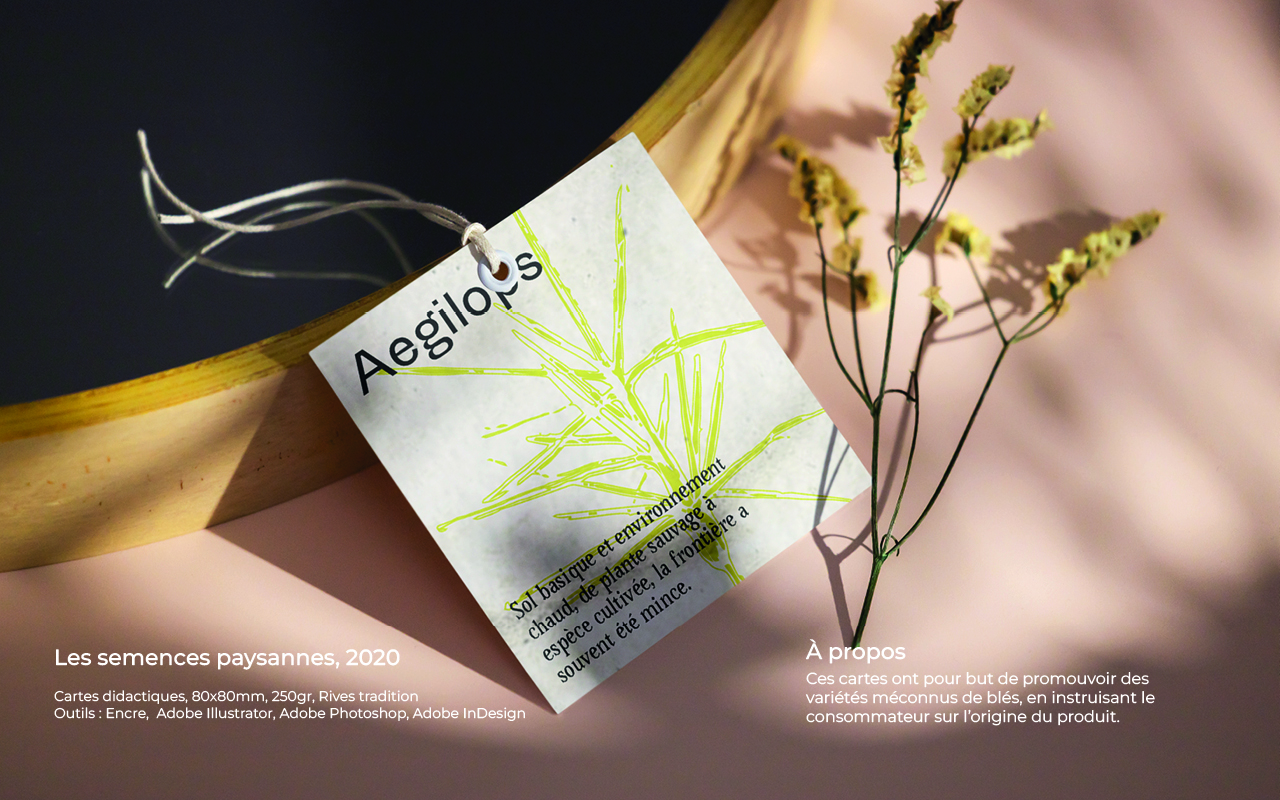 Aegilops
Sol basique et environnement
chaud, de plante sauvage à
espèce cultivée, la frontière a
souvent été mince.
Les semences paysannes, 2020
Cartes didactiques, 80x80mm, 250gr, Rives tradition
Outils : Encre, Adobe Illustrator, Adobe Photoshop, Adobe InDesign
À propos
Ces cartes ont pour but de promouvoir des
variétés méconnus de blés, en instruisant le
consommateur sur l'origine du produit.